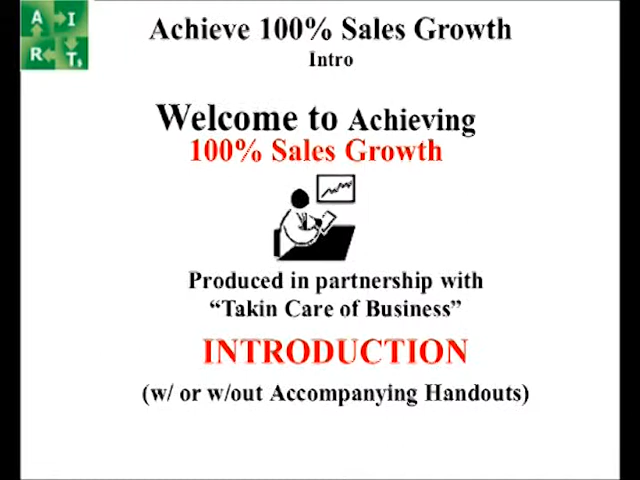 A I
R T,
Achieve 100% Sales Growth
Intro
Welcome to Achieving
100% Sales Growth
Produced in partnership with
“Takin Care of Business”
INTRODUCTION
(w/ or w/out Accompanying Handouts)